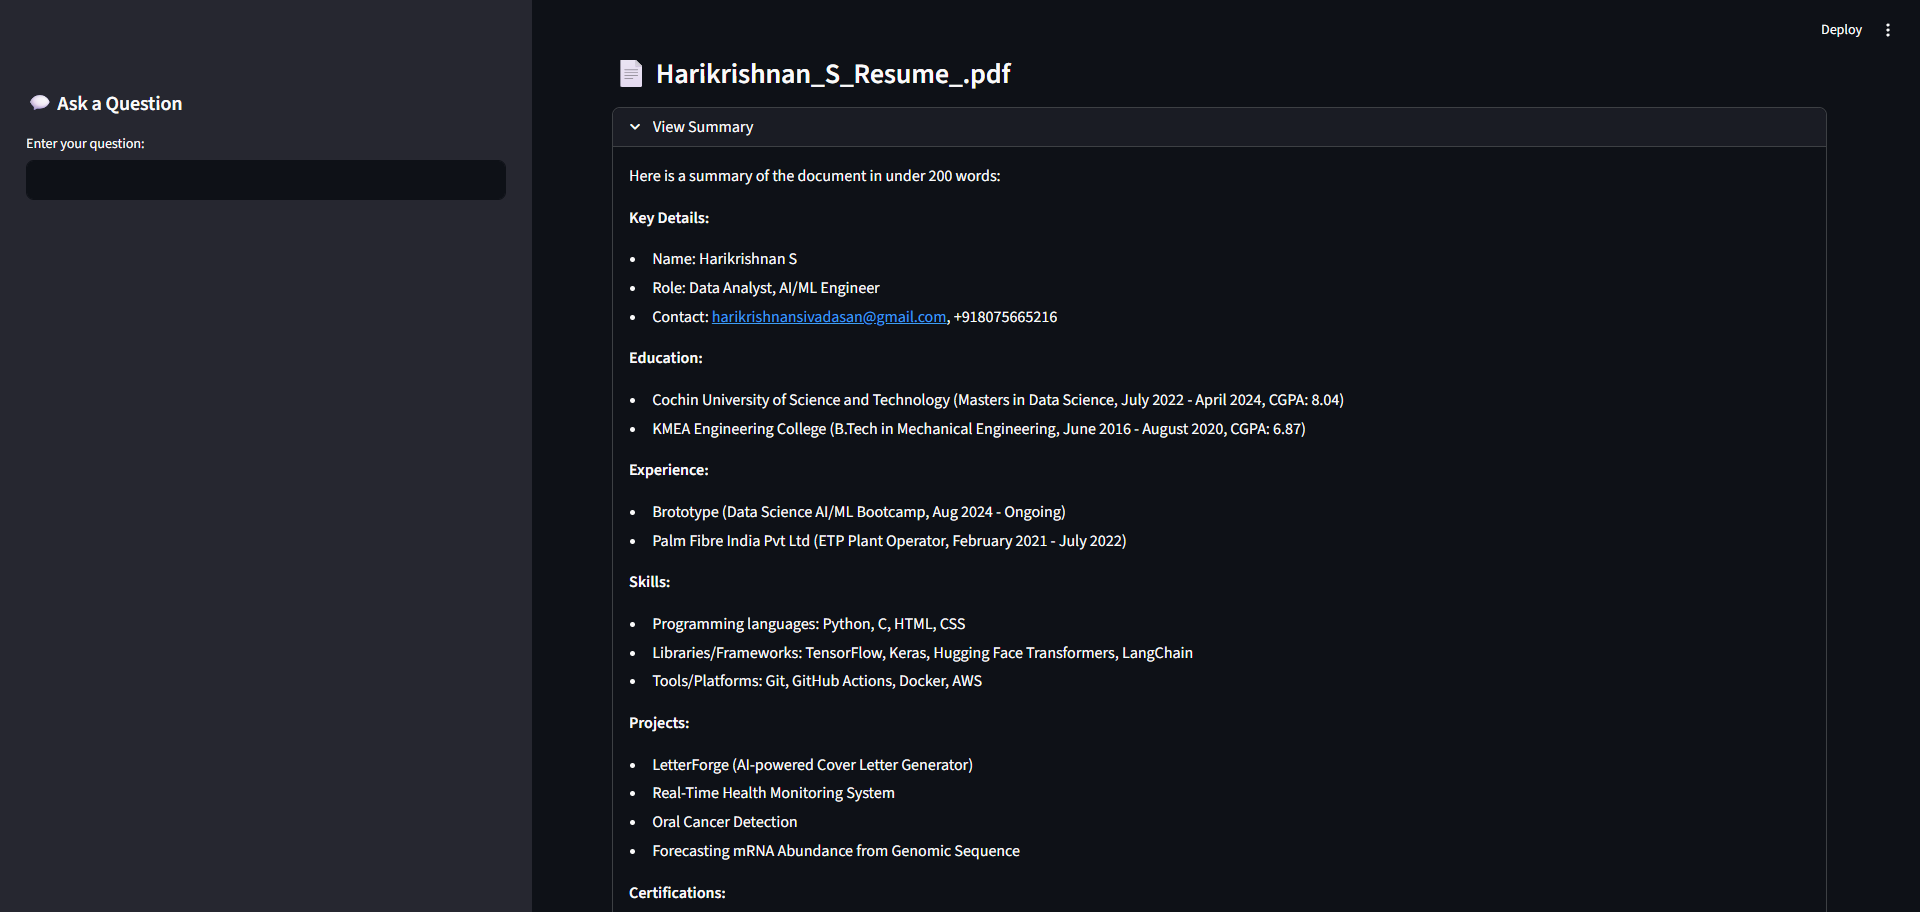 Deploy
Ask a Question
Enter your question:
Harikrishnan_S_Resume_.pdf
View Summary
Here is a summary of the document in under 200 words:
Key Details:
• Name: Harikrishnan S
• Role: Data Analyst, AI/ML Engineer
• Contact: harikrishnansivadasan@gmail.com, +918075665216
Education:
• Cochin University of Science and Technology (Masters in Data Science, July 2022 - April 2024, CGPA: 8.04)
• KMEA Engineering College (B.Tech in Mechanical Engineering, June 2016 - August 2020, CGPA: 6.87)
Experience:
• Brototype (Data Science AI/ML Bootcamp, Aug 2024 - Ongoing)
• Palm Fibre India Pvt Ltd (ETP Plant Operator, February 2021 - July 2022)
Skills:
• Programming languages: Python, C, HTML, CSS
• Libraries/Frameworks: TensorFlow, Keras, Hugging Face Transformers, LangChain
• Tools/Platforms: Git, GitHub Actions, Docker, AWS
Projects:
• LetterForge (AI-powered Cover Letter Generator)
• Real-Time Health Monitoring System
• Oral Cancer Detection
• Forecasting mRNA Abundance from Genomic Sequence
Certifications: